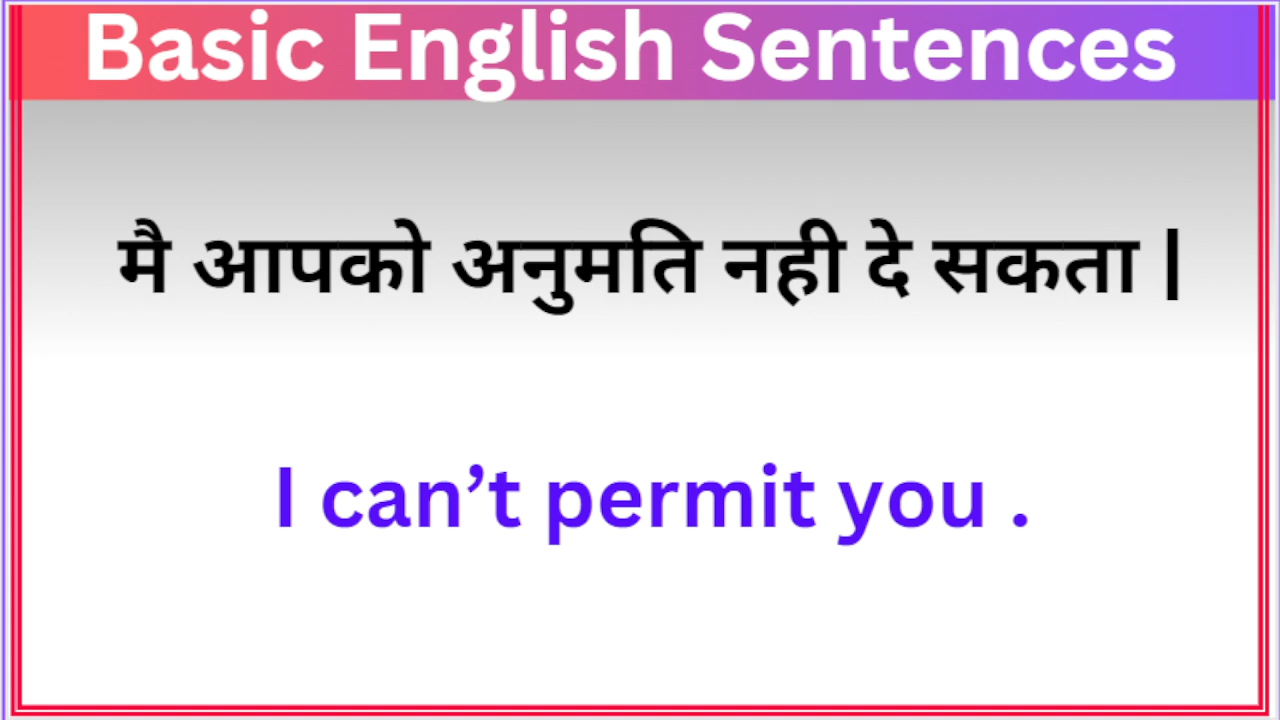 Basic English Sentences
मै आपको अनुमति नही दे सकता |
I can’t permit you .